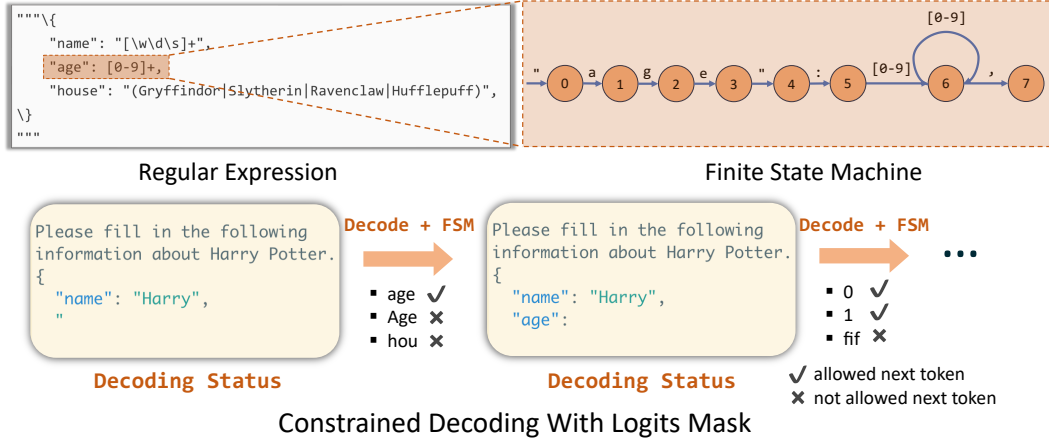 """\{
"name": "[\w\d\s]+",
"age": [0-9]+,
"house": "(Gryffindor|Slytherin|Ravenclaw|Hufflepuff)",
\}
"""
Regular Expression
[0-9]
" 0 a 1 g 2 e 3 " 4 : 5 [0-9] 6 , 7
Finite State Machine
Please fill in the following
information about Harry Potter.
{
"name": "Harry",
"
Decoding Status
Decode + FSM
▪ age ✓
▪ Age ✕
▪ hou ✕
Please fill in the following
information about Harry Potter.
{
"name": "Harry",
"age":
Decoding Status
Decode + FSM
▪ 0 ✓
▪ 1 ✓
▪ fif ✕
...
✓ allowed next token
✕ not allowed next token
Constrained Decoding With Logits Mask